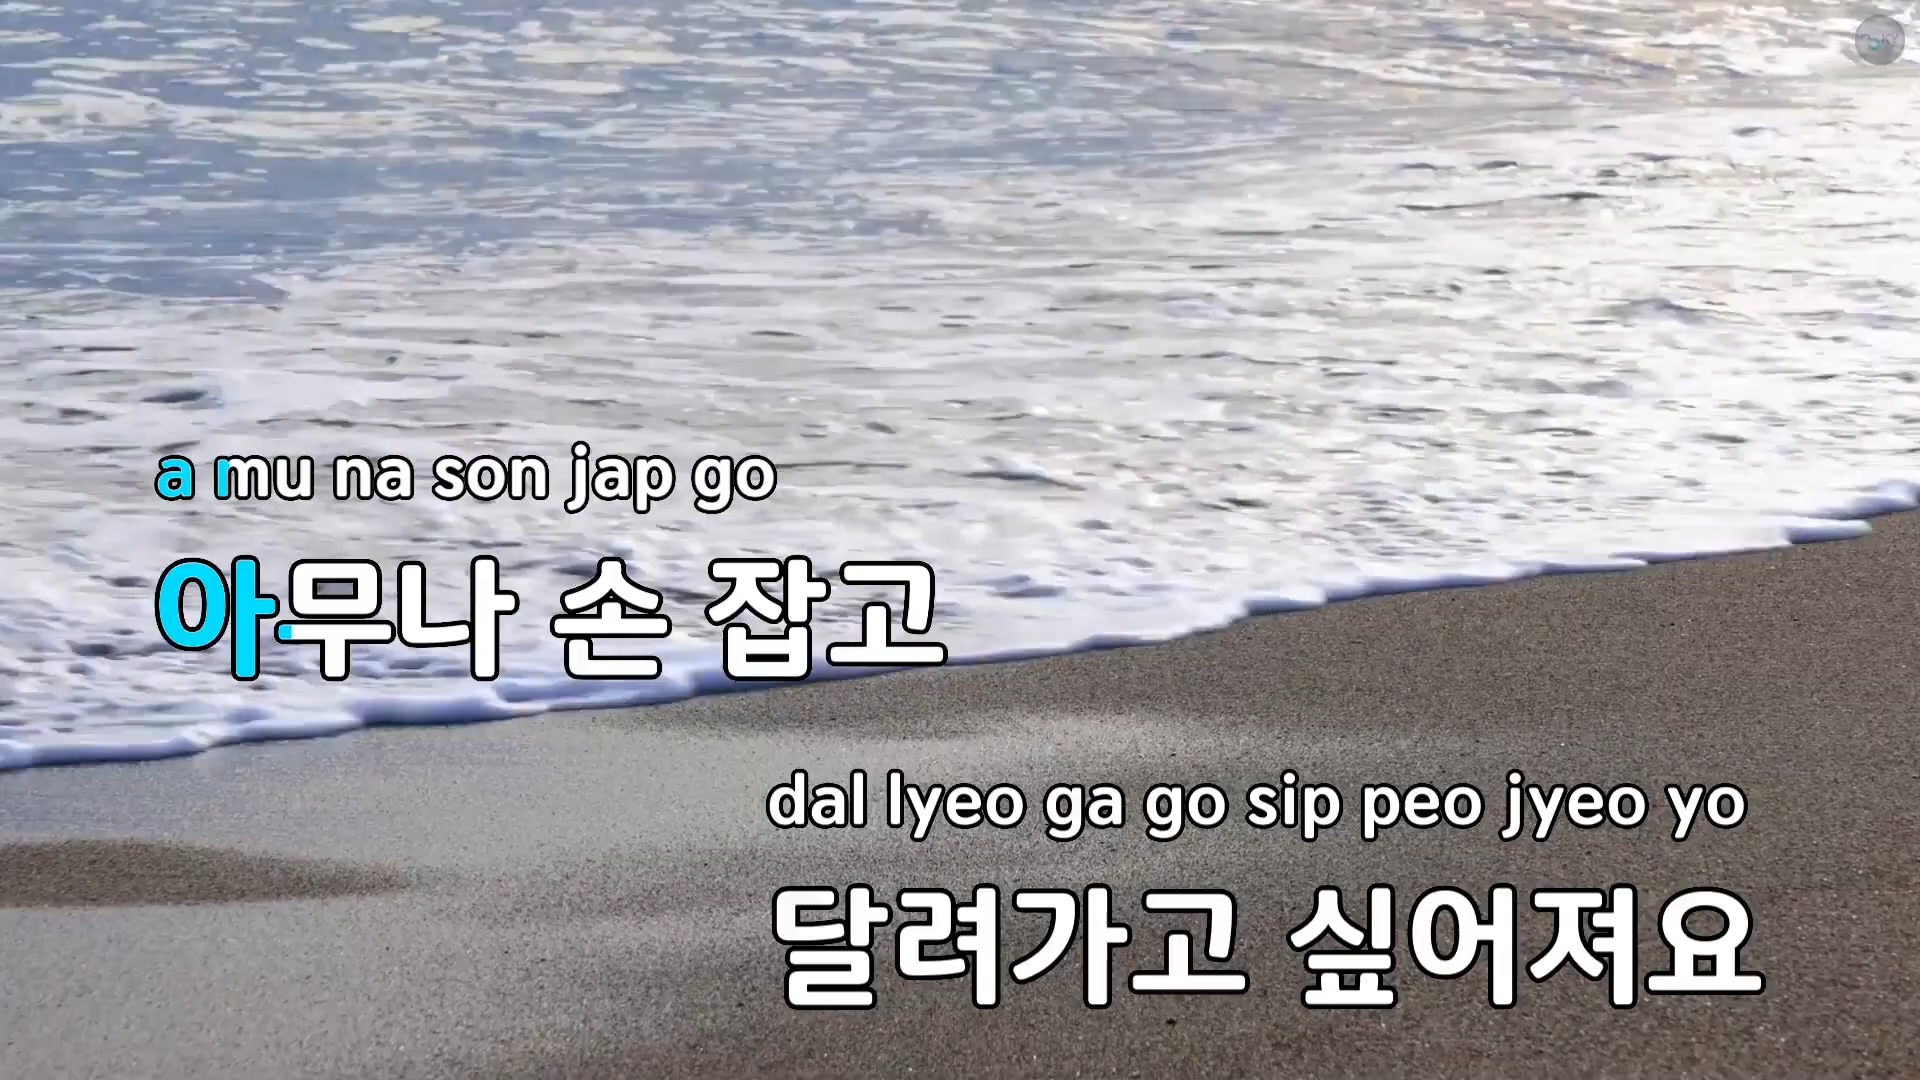 a mu na son jap go
아무나 손 잡고
dal lyeo ga go sip peo jyeo yo
달려가고 싶어져요